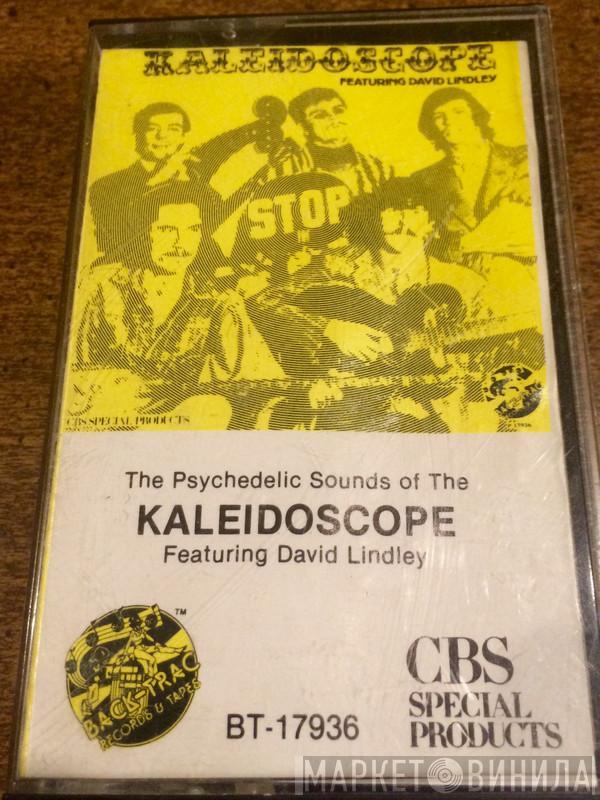 KALEIDOSCOPE
FEATURING DAVID LINDLEY
STOP
CBS SPECIAL PRODUCTS
17936
The Psychedelic Sounds of The
KALEIDOSCOPE
Featuring David Lindley
TM
BACK-TRAC
RECORDS & TAPES
BT-17936
CBS
SPECIAL
PRODUCTS
МАРКЕТ ВИНИЛА